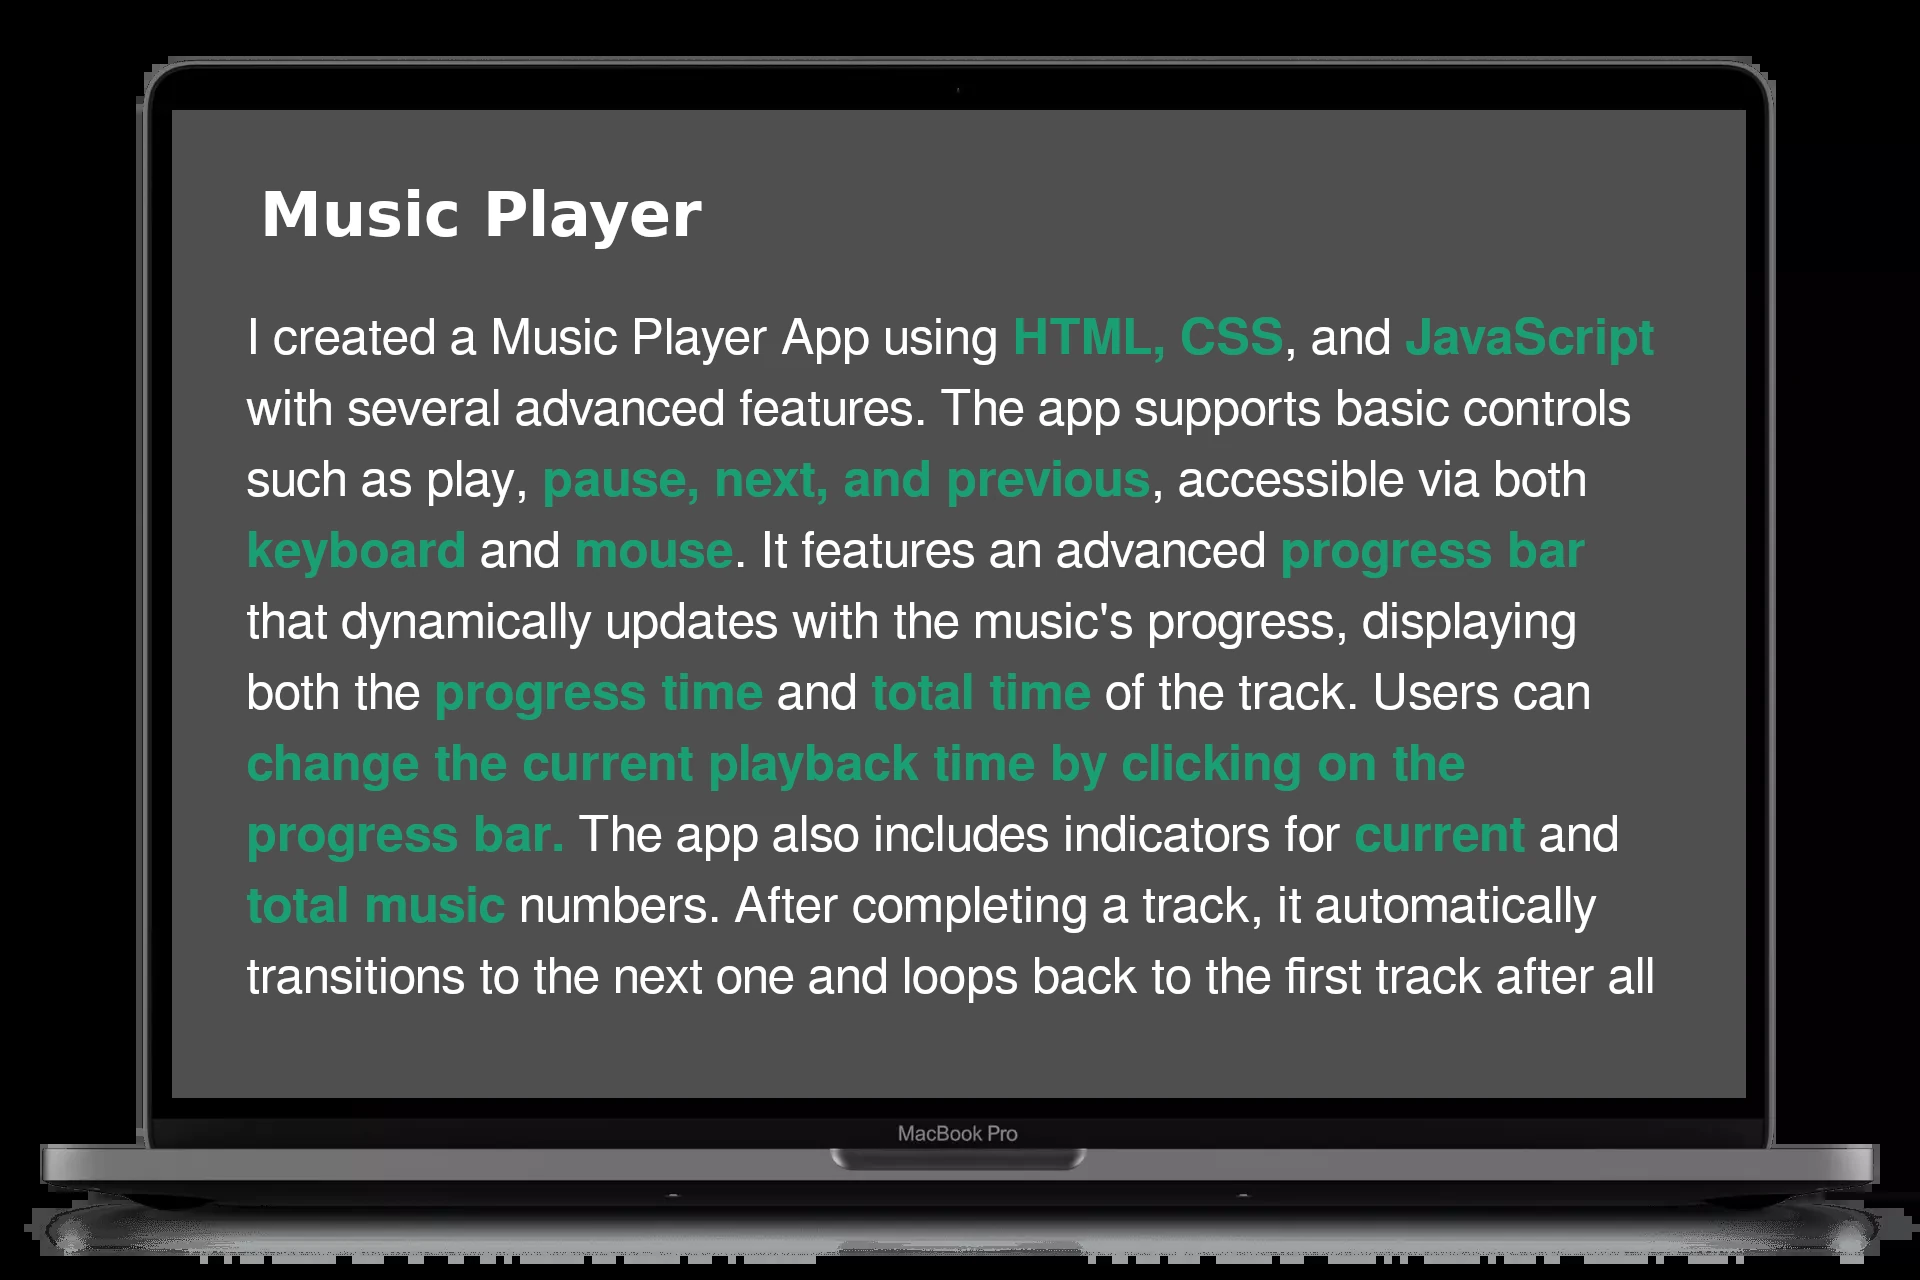 Music Player
I created a Music Player App using HTML, CSS, and JavaScript
with several advanced features. The app supports basic controls
such as play, pause, next, and previous, accessible via both
keyboard and mouse. It features an advanced progress bar
that dynamically updates with the music's progress, displaying
both the progress time and total time of the track. Users can
change the current playback time by clicking on the
progress bar. The app also includes indicators for current and
total music numbers. After completing a track, it automatically
transitions to the next one and loops back to the first track after all
MacBook Pro